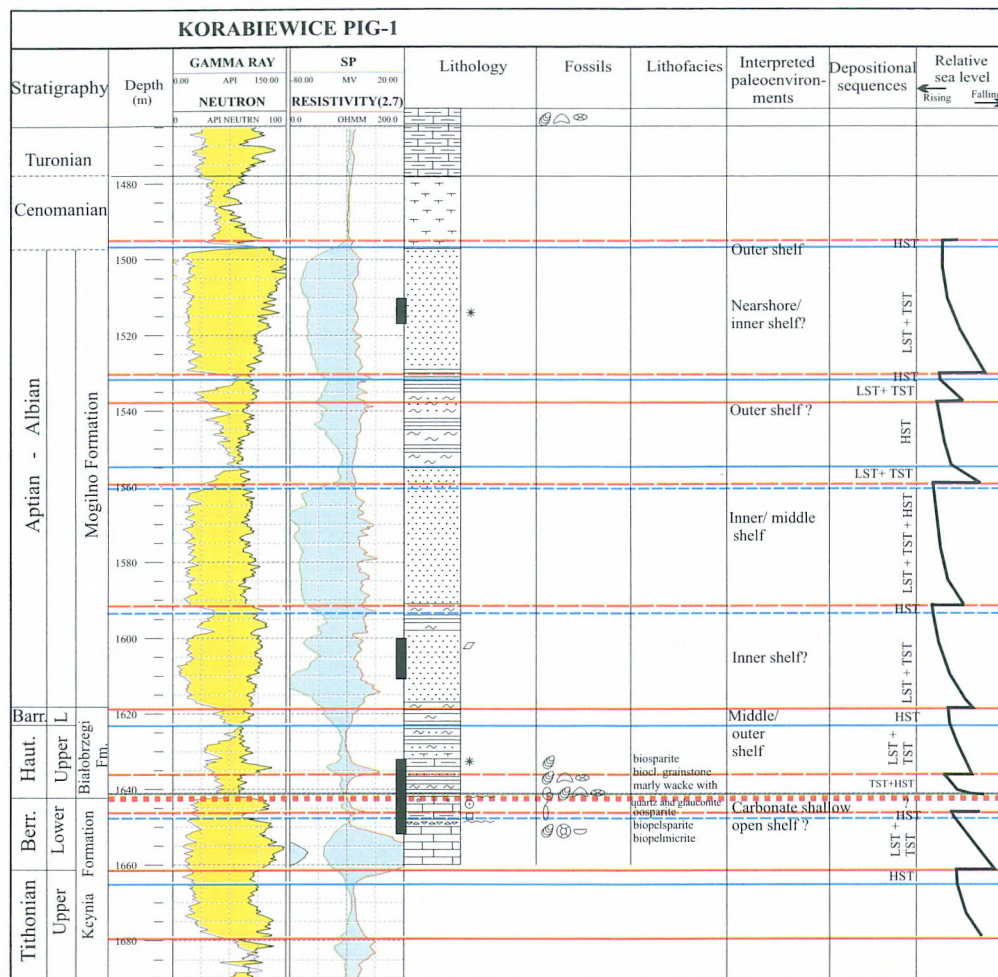 KORABIEWICE PIG-1
Stratigraphy
Depth
(m)
GAMMA RAY
0.00 API 150.00
NEUTRON
0 API NEUTRN 100
SP
-80.00 MV 20.00
RESISTIVITY(2.7)
0.0 OHMM 200.0
Lithology
Fossils
Lithofacies
Interpreted
paleoenviron-
ments
Depositional
sequences
Relative
sea level
Rising Falling
Turonian
Cenomanian
Aptian - Albian
Mogilno Formation
Barr.
L
Haut.
Upper
Białobrzegi
Fm.
Berr.
Lower
Formation
Tithonian
Upper
Kcynia
1480
1500
1520
1540
1560
1580
1600
1620
1640
1660
1680
biosparite
biocl. grainstone
marly wacke with
quartz and glauconite
oosparite
biopelsparite
biopelmicrite
Outer shelf
Nearshore/
inner shelf?
Outer shelf ?
Inner/ middle
shelf
Inner shelf?
Middle/
outer
shelf
Carbonate shallow
open shelf ?
HST
LST + TST
HST
LST+ TST
HST
LST+ TST
LST + TST + HST
HST
LST + TST
HST
LST +
TST
TST+HST
?
HST
LST +
TST
HST